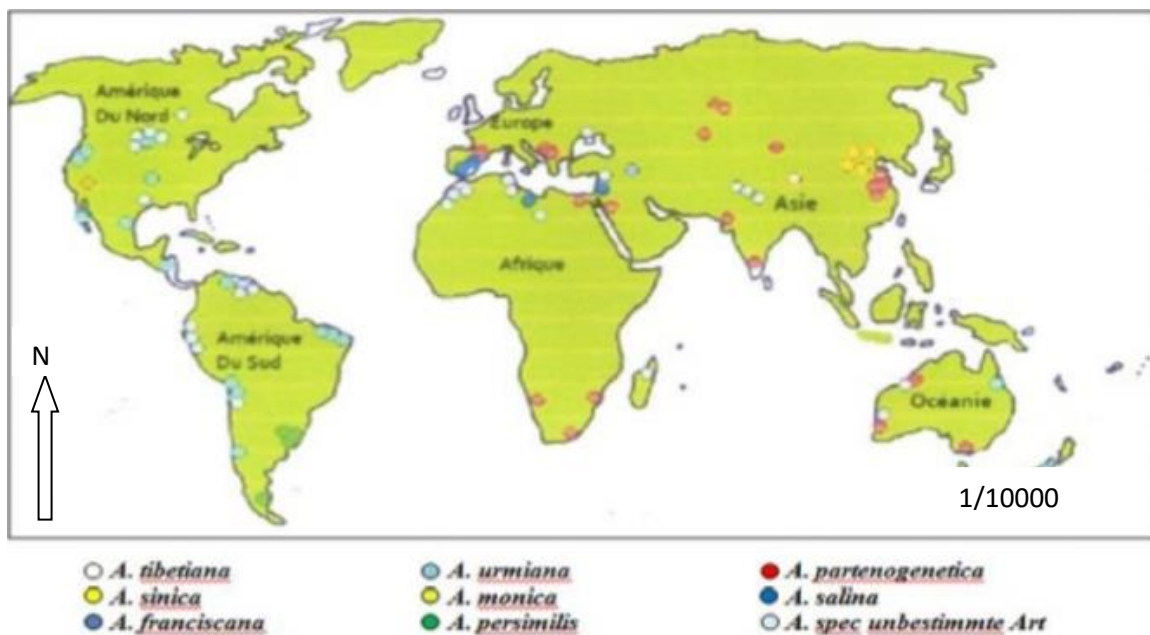 Amérique
Du Nord
Europe
Asie
Afrique
Amérique
Du Sud
N
Océanie
1/10000
A. tibetiana
A. urmiana
A. partenogenetica
A. sinica
A. monica
A. salina
A. franciscana
A. persimilis
A. spec unbestimmte Art